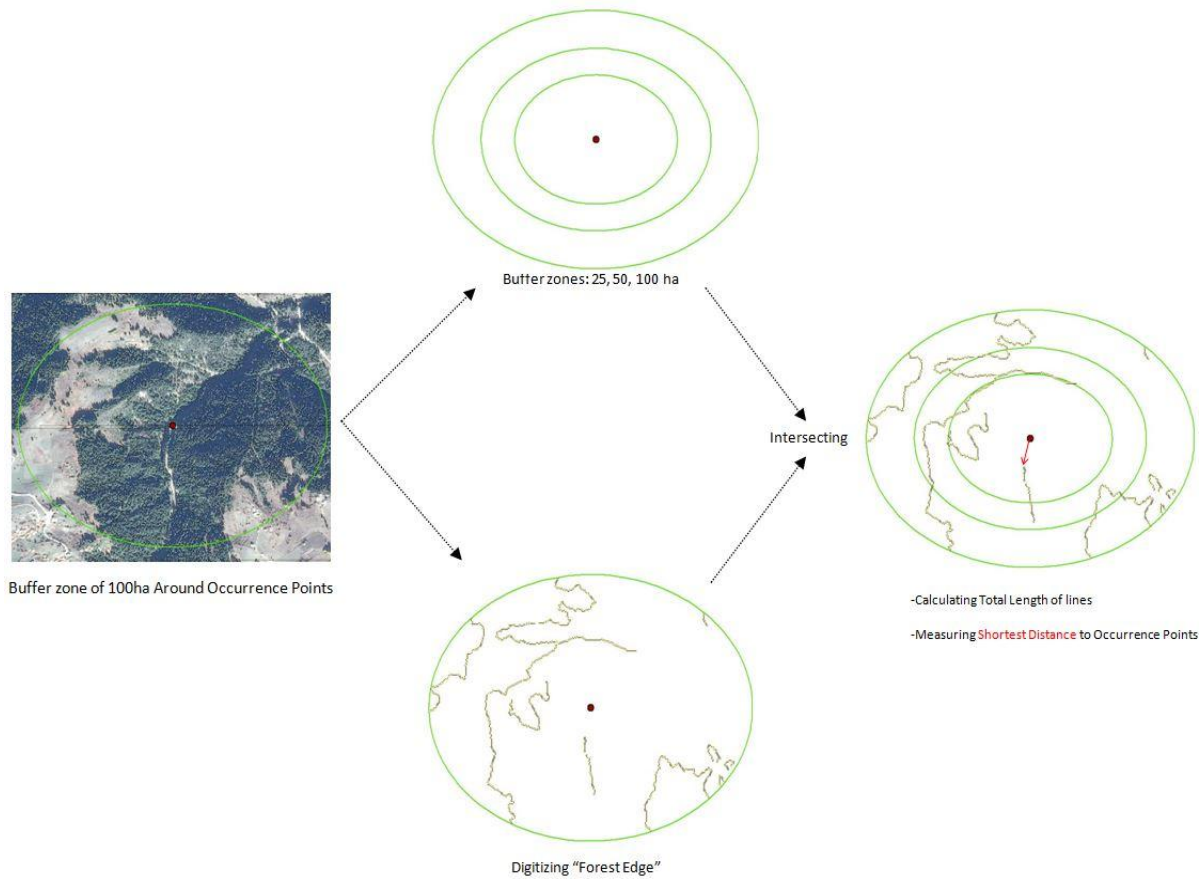 Buffer zones: 25, 50, 100 ha
Intersecting
Buffer zone of 100ha Around Occurrence Points
-Calculating Total Length of lines
-Measuring Shortest Distance to Occurrence Points
Digitizing “Forest Edge”